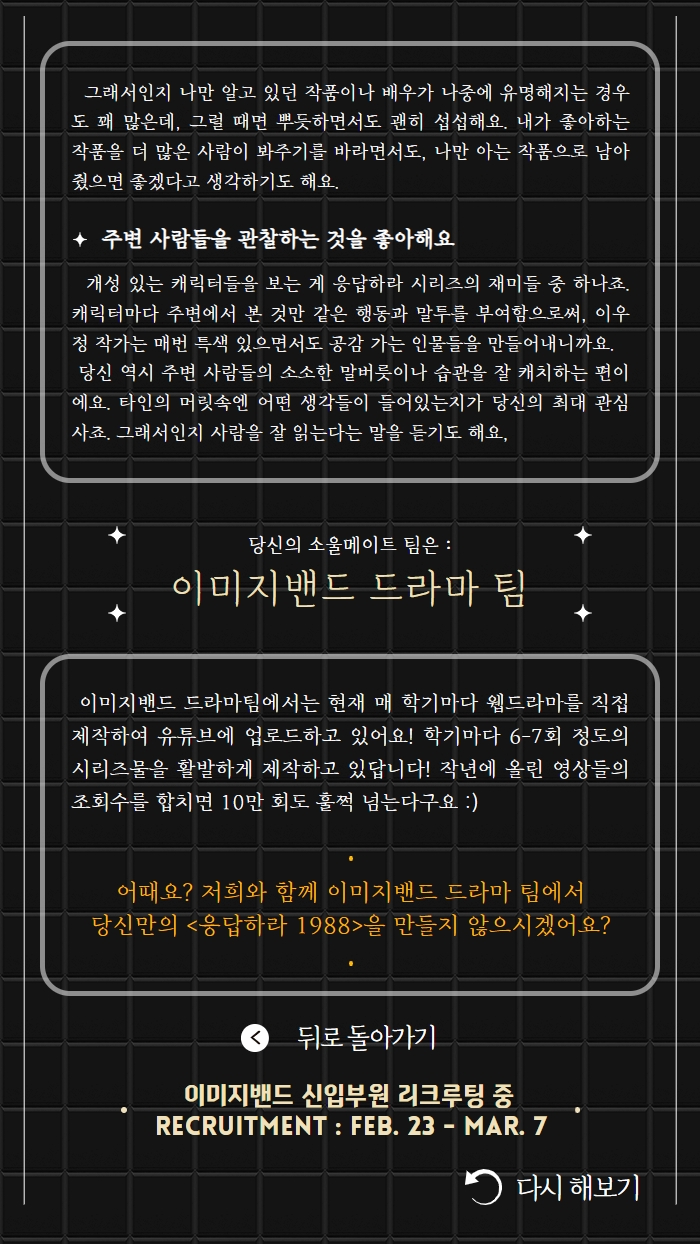 그래서인지 나만 알고 있던 작품이나 배우가 나중에 유명해지는 경우
도 꽤 많은데, 그럴 때면 뿌듯하면서도 괜히 섭섭해요. 내가 좋아하는
작품을 더 많은 사람이 봐주기를 바라면서도, 나만 아는 작품으로 남아
줬으면 좋겠다고 생각하기도 해요.
✦ 주변 사람들을 관찰하는 것을 좋아해요
개성 있는 캐릭터들을 보는 게 응답하라 시리즈의 재미들 중 하나죠.
캐릭터마다 주변에서 본 것만 같은 행동과 말투를 부여함으로써, 이우
정 작가는 매번 특색 있으면서도 공감 가는 인물들을 만들어내니까요.
당신 역시 주변 사람들의 소소한 말버릇이나 습관을 잘 캐치하는 편이
에요. 타인의 머릿속엔 어떤 생각들이 들어있는지가 당신의 최대 관심
사죠. 그래서인지 사람을 잘 읽는다는 말을 듣기도 해요,
당신의 소울메이트 팀은 :
이미지밴드 드라마 팀
이미지밴드 드라마팀에서는 현재 매 학기마다 웹드라마를 직접
제작하여 유튜브에 업로드하고 있어요! 학기마다 6-7회 정도의
시리즈물을 활발하게 제작하고 있답니다! 작년에 올린 영상들의
조회수를 합치면 10만 회도 훌쩍 넘는다구요 :)
어때요? 저희와 함께 이미지밴드 드라마 팀에서
당신만의 <응답하라 1988>을 만들지 않으시겠어요?
뒤로 돌아가기
이미지밴드 신입부원 리크루팅 중
RECRUITMENT : FEB. 23 - MAR. 7
다시 해보기